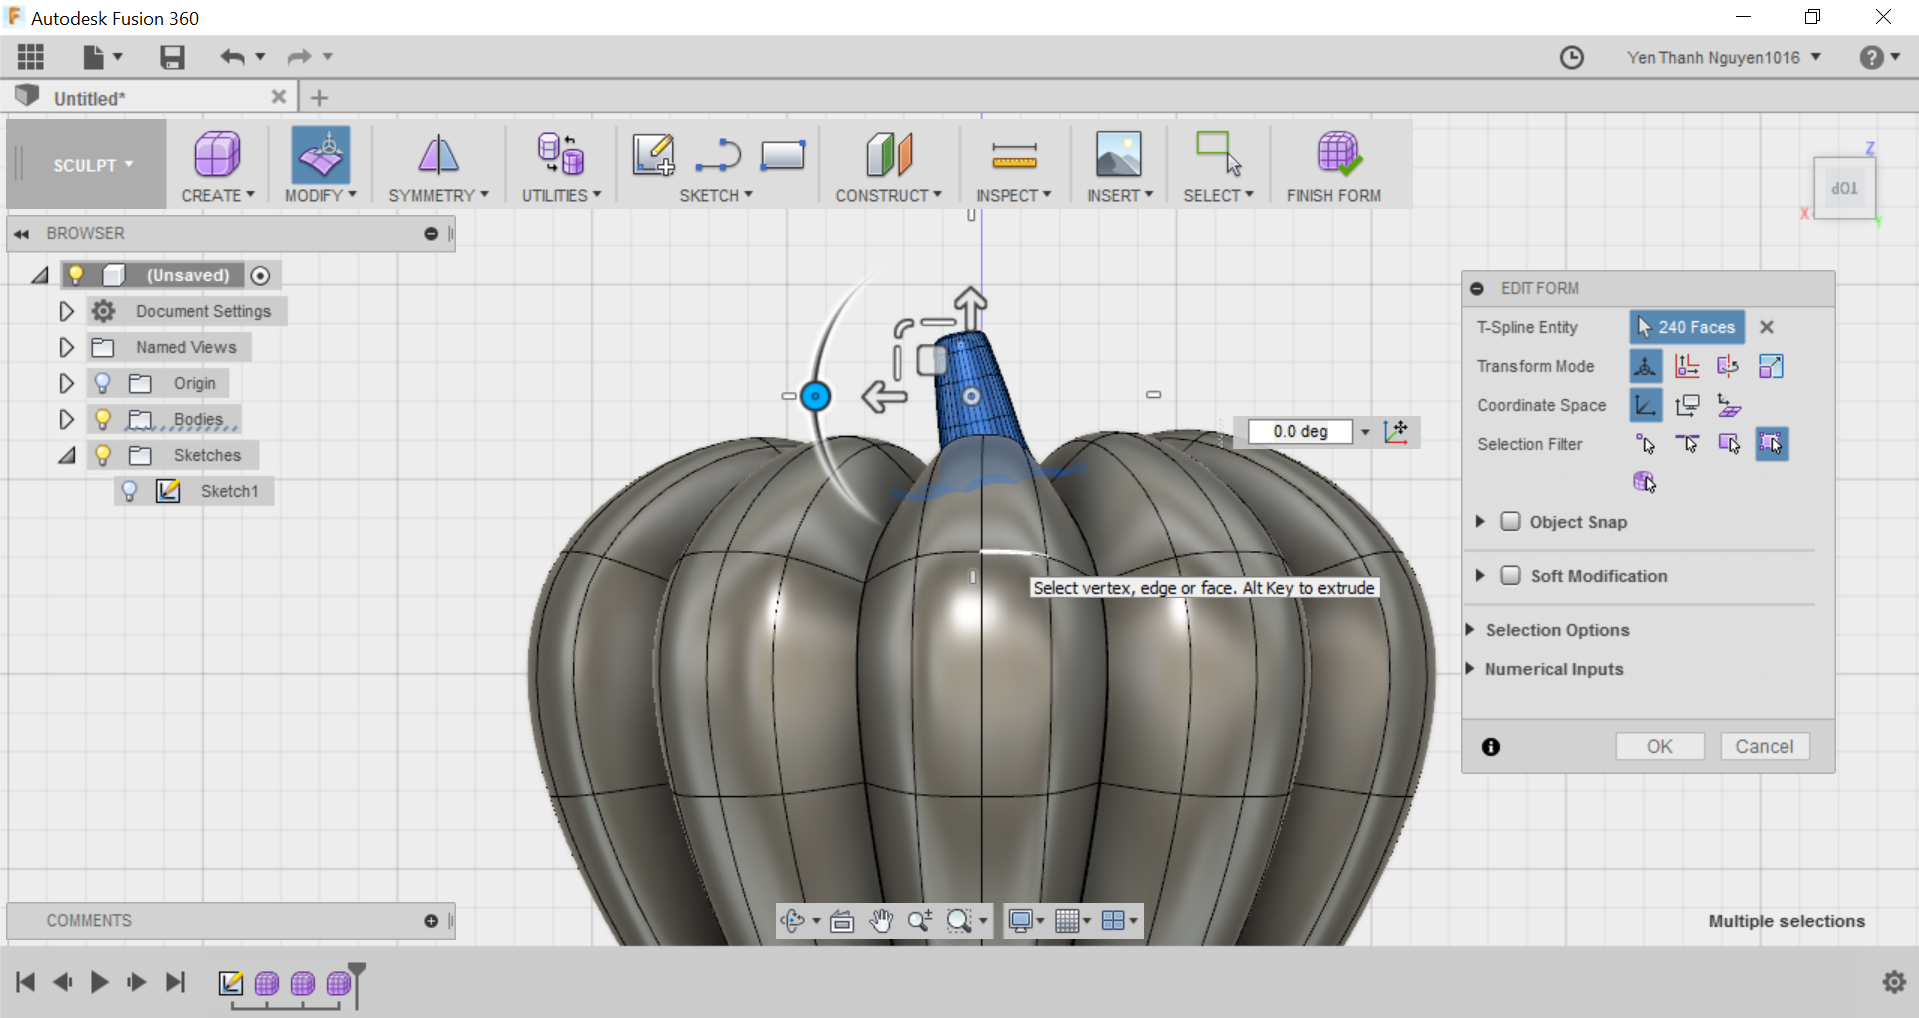 Autodesk Fusion 360
Yen Thanh Nguyen1016
Untitled*
SCULPT
CREATE
MODIFY
SYMMETRY
UTILITIES
SKETCH
CONSTRUCT
INSPECT
INSERT
SELECT
FINISH FORM
Z
TOP
X
Y
BROWSER
(Unsaved)
Document Settings
Named Views
Origin
Bodies
Sketches
Sketch1
EDIT FORM
T-Spline Entity
240 Faces
Transform Mode
Coordinate Space
Selection Filter
Object Snap
Soft Modification
Selection Options
Numerical Inputs
OK
Cancel
0.0 deg
Select vertex, edge or face. Alt Key to extrude
COMMENTS
Multiple selections